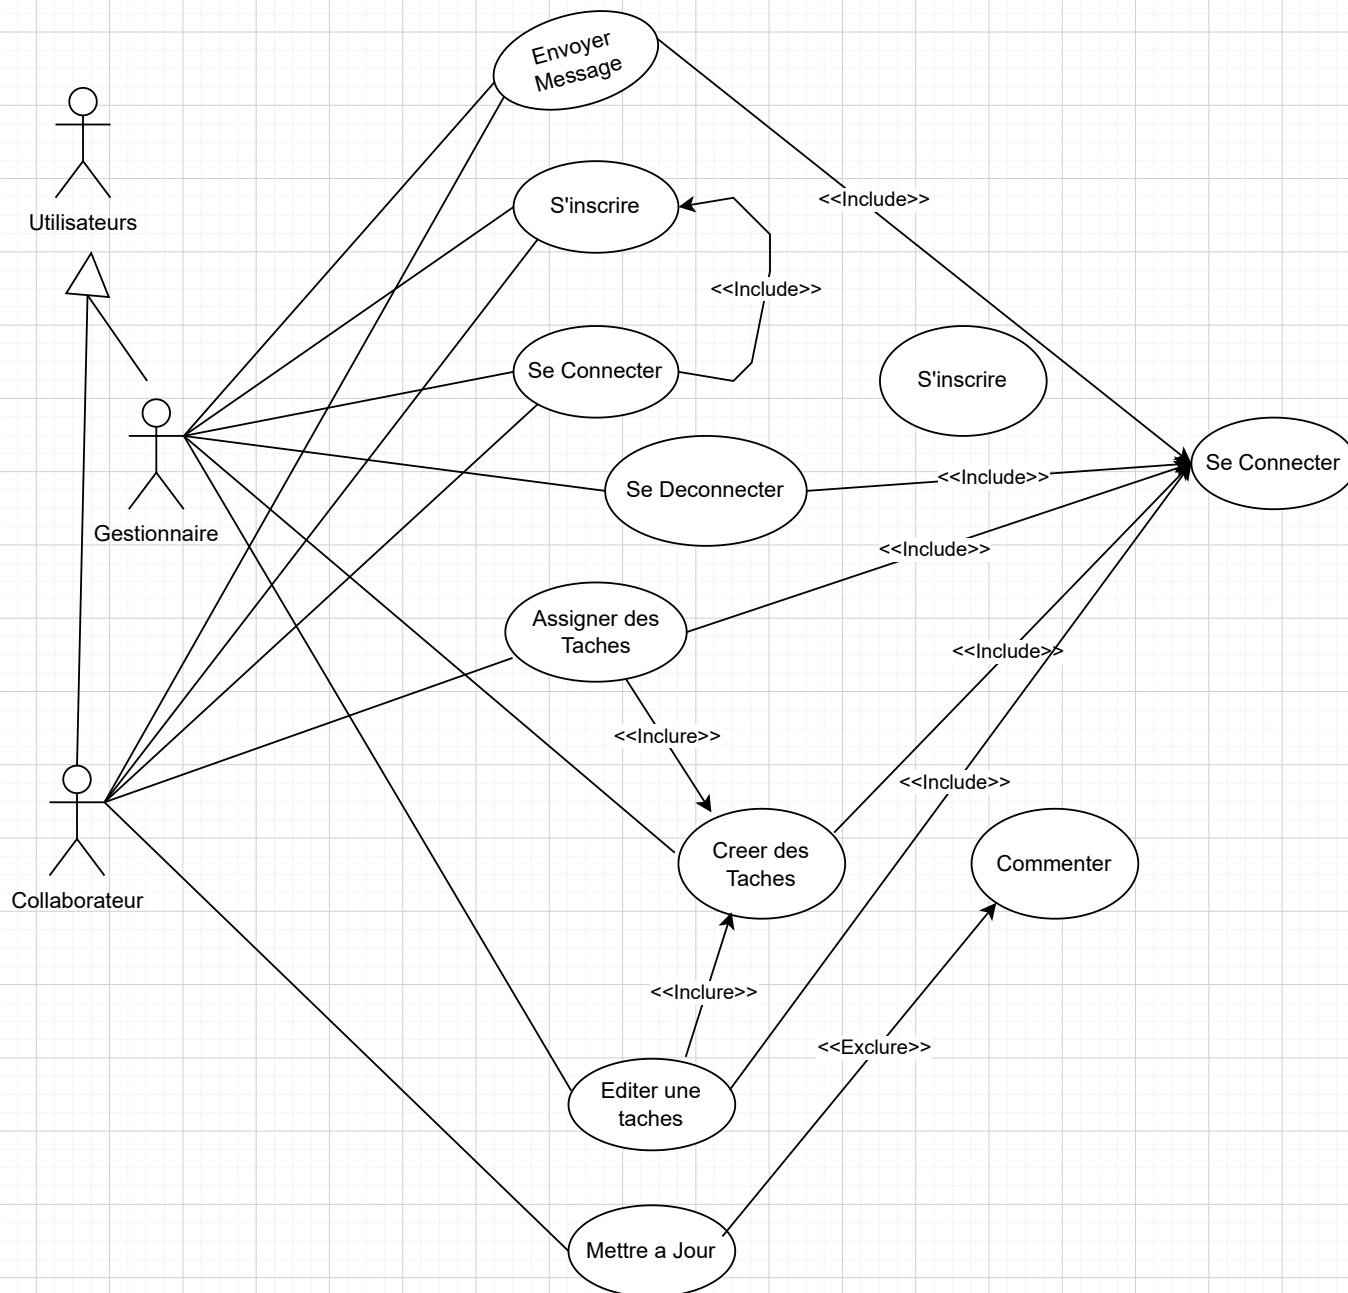 Envoyer
Message
Utilisateurs
S'inscrire
<<Include>>
<<Include>>
Se Connecter
S'inscrire
Se Connecter
Se Deconnecter
<<Include>>
Gestionnaire
<<Include>>
Assigner des
Taches
<<Include>>
<<Inclure>>
<<Include>>
Creer des
Taches
Commenter
Collaborateur
<<Inclure>>
<<Exclure>>
Editer une
taches
Mettre a Jour